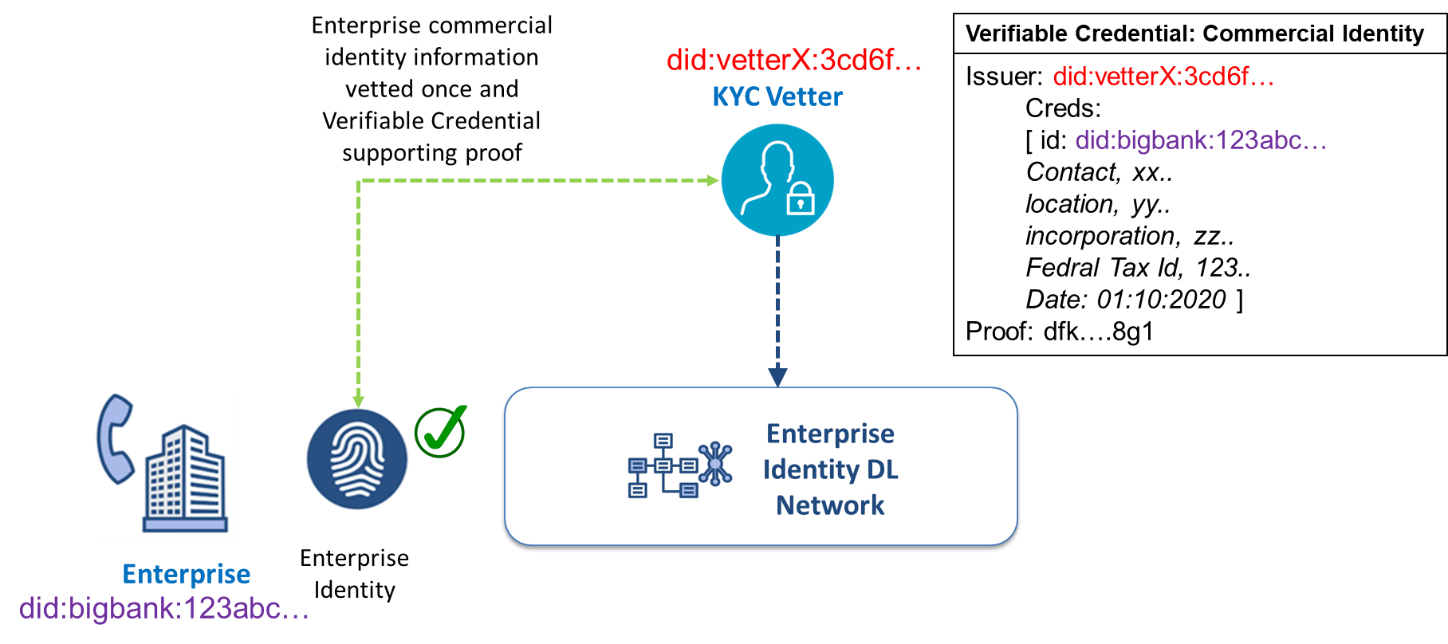 Enterprise commercial
identity information
vetted once and
Verifiable Credential
supporting proof
did:vetterX:3cd6f...
KYC Vetter
Verifiable Credential: Commercial Identity
Issuer: did:vetterX:3cd6f...
Creds:
[ id: did:bigbank:123abc...
Contact, xx..
location, yy..
incorporation, zz..
Fedral Tax Id, 123..
Date: 01:10:2020 ]
Proof: dfk....8g1
Enterprise
Identity DL
Network
Enterprise
Identity
Enterprise
did:bigbank:123abc...